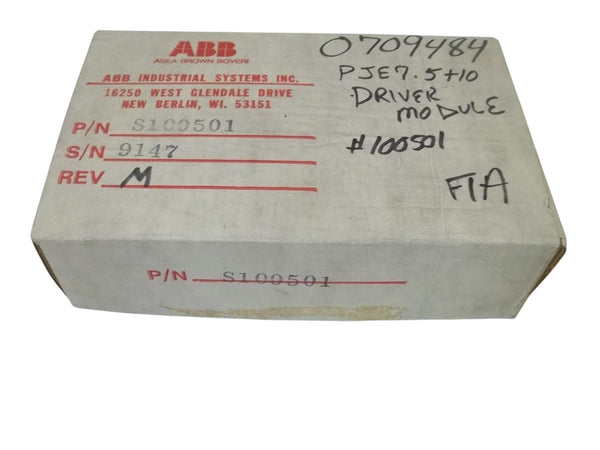 ABB
ASEA BROWN BOVERI
ABB INDUSTRIAL SYSTEMS INC.
16250 WEST GLENDALE DRIVE
NEW BERLIN, WI. 53151
P/N S100501
S/N 9147
REV M
0709484
PJE7.5+10
DRIVER
MODULE
#100501
FIA
P/N S100501